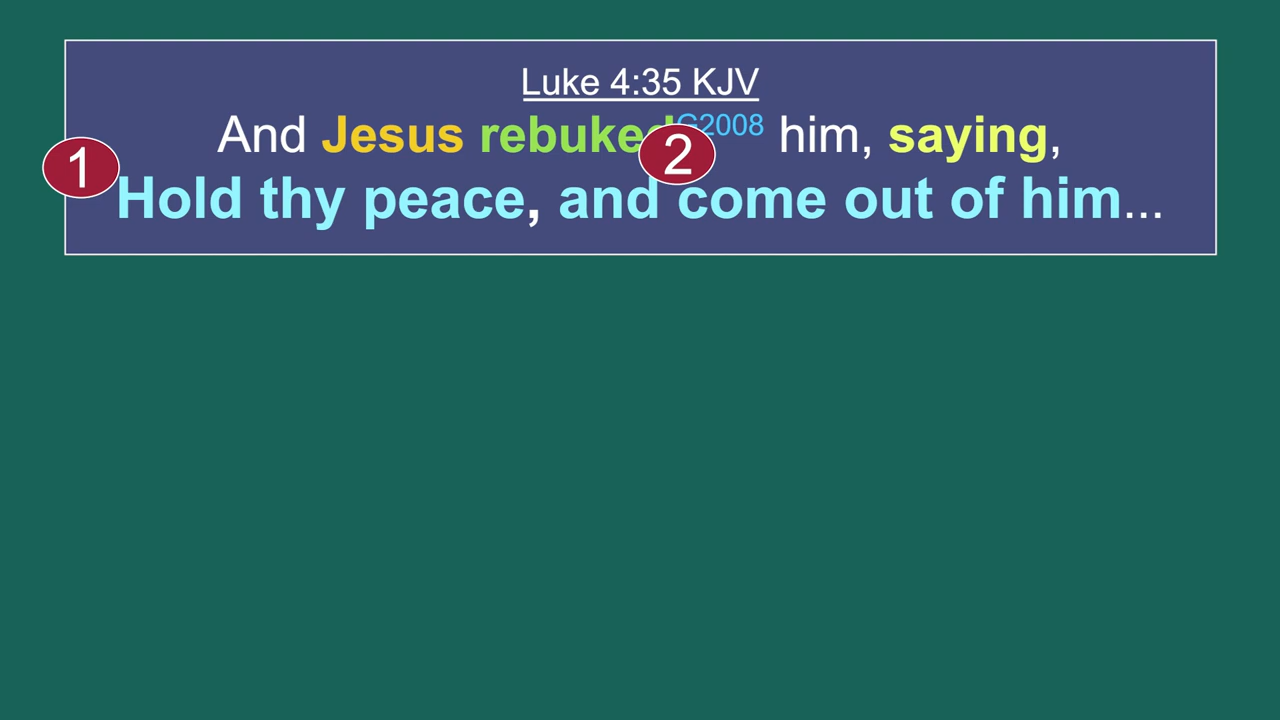 Luke 4:35 KJV
And Jesus rebuked G2008 him, saying,
1
2
Hold thy peace, and come out of him...